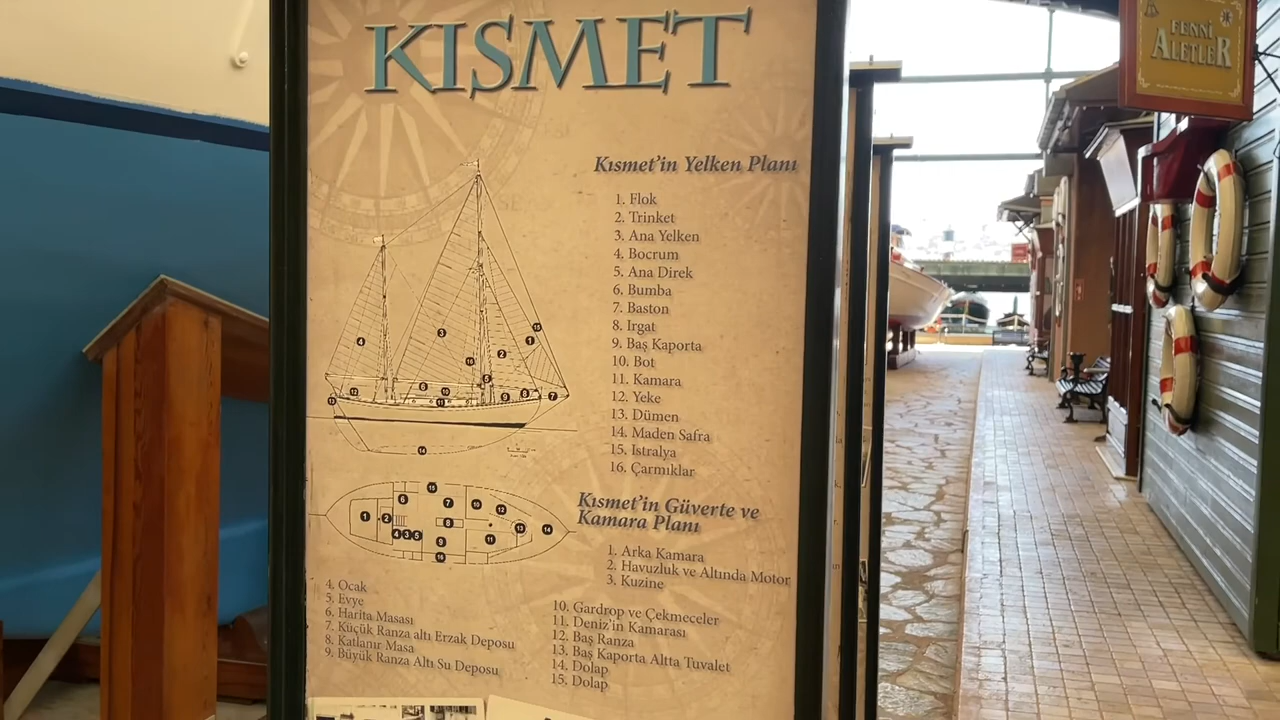 KISMET
Kısmet’in Yelken Planı
1. Flok
2. Trinket
3. Ana Yelken
4. Bocrum
5. Ana Direk
6. Bumba
7. Baston
8. Irgat
9. Baş Kaporta
10. Bot
11. Kamara
12. Yeke
13. Dümen
14. Maden Safra
15. Istralya
16. Çarmıklar
Kısmet’in Güverte ve
Kamara Planı
1. Arka Kamara
2. Havuzluk ve Altında Motor
3. Kuzine
4. Ocak
5. Evye
6. Harita Masası
7. Küçük Ranza altı Erzak Deposu
8. Katlanır Masa
9. Büyük Ranza Altı Su Deposu
10. Gardrop ve Çekmeceler
11. Deniz’in Kamarası
12. Baş Ranza
13. Baş Kaporta Altta Tuvalet
14. Dolap
15. Dolap
FENNİ
ALETLER